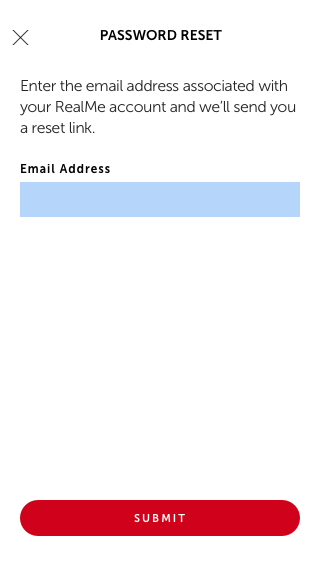 PASSWORD RESET
Enter the email address associated with
your RealMe account and we'll send you
a reset link.
Email Address
SUBMIT